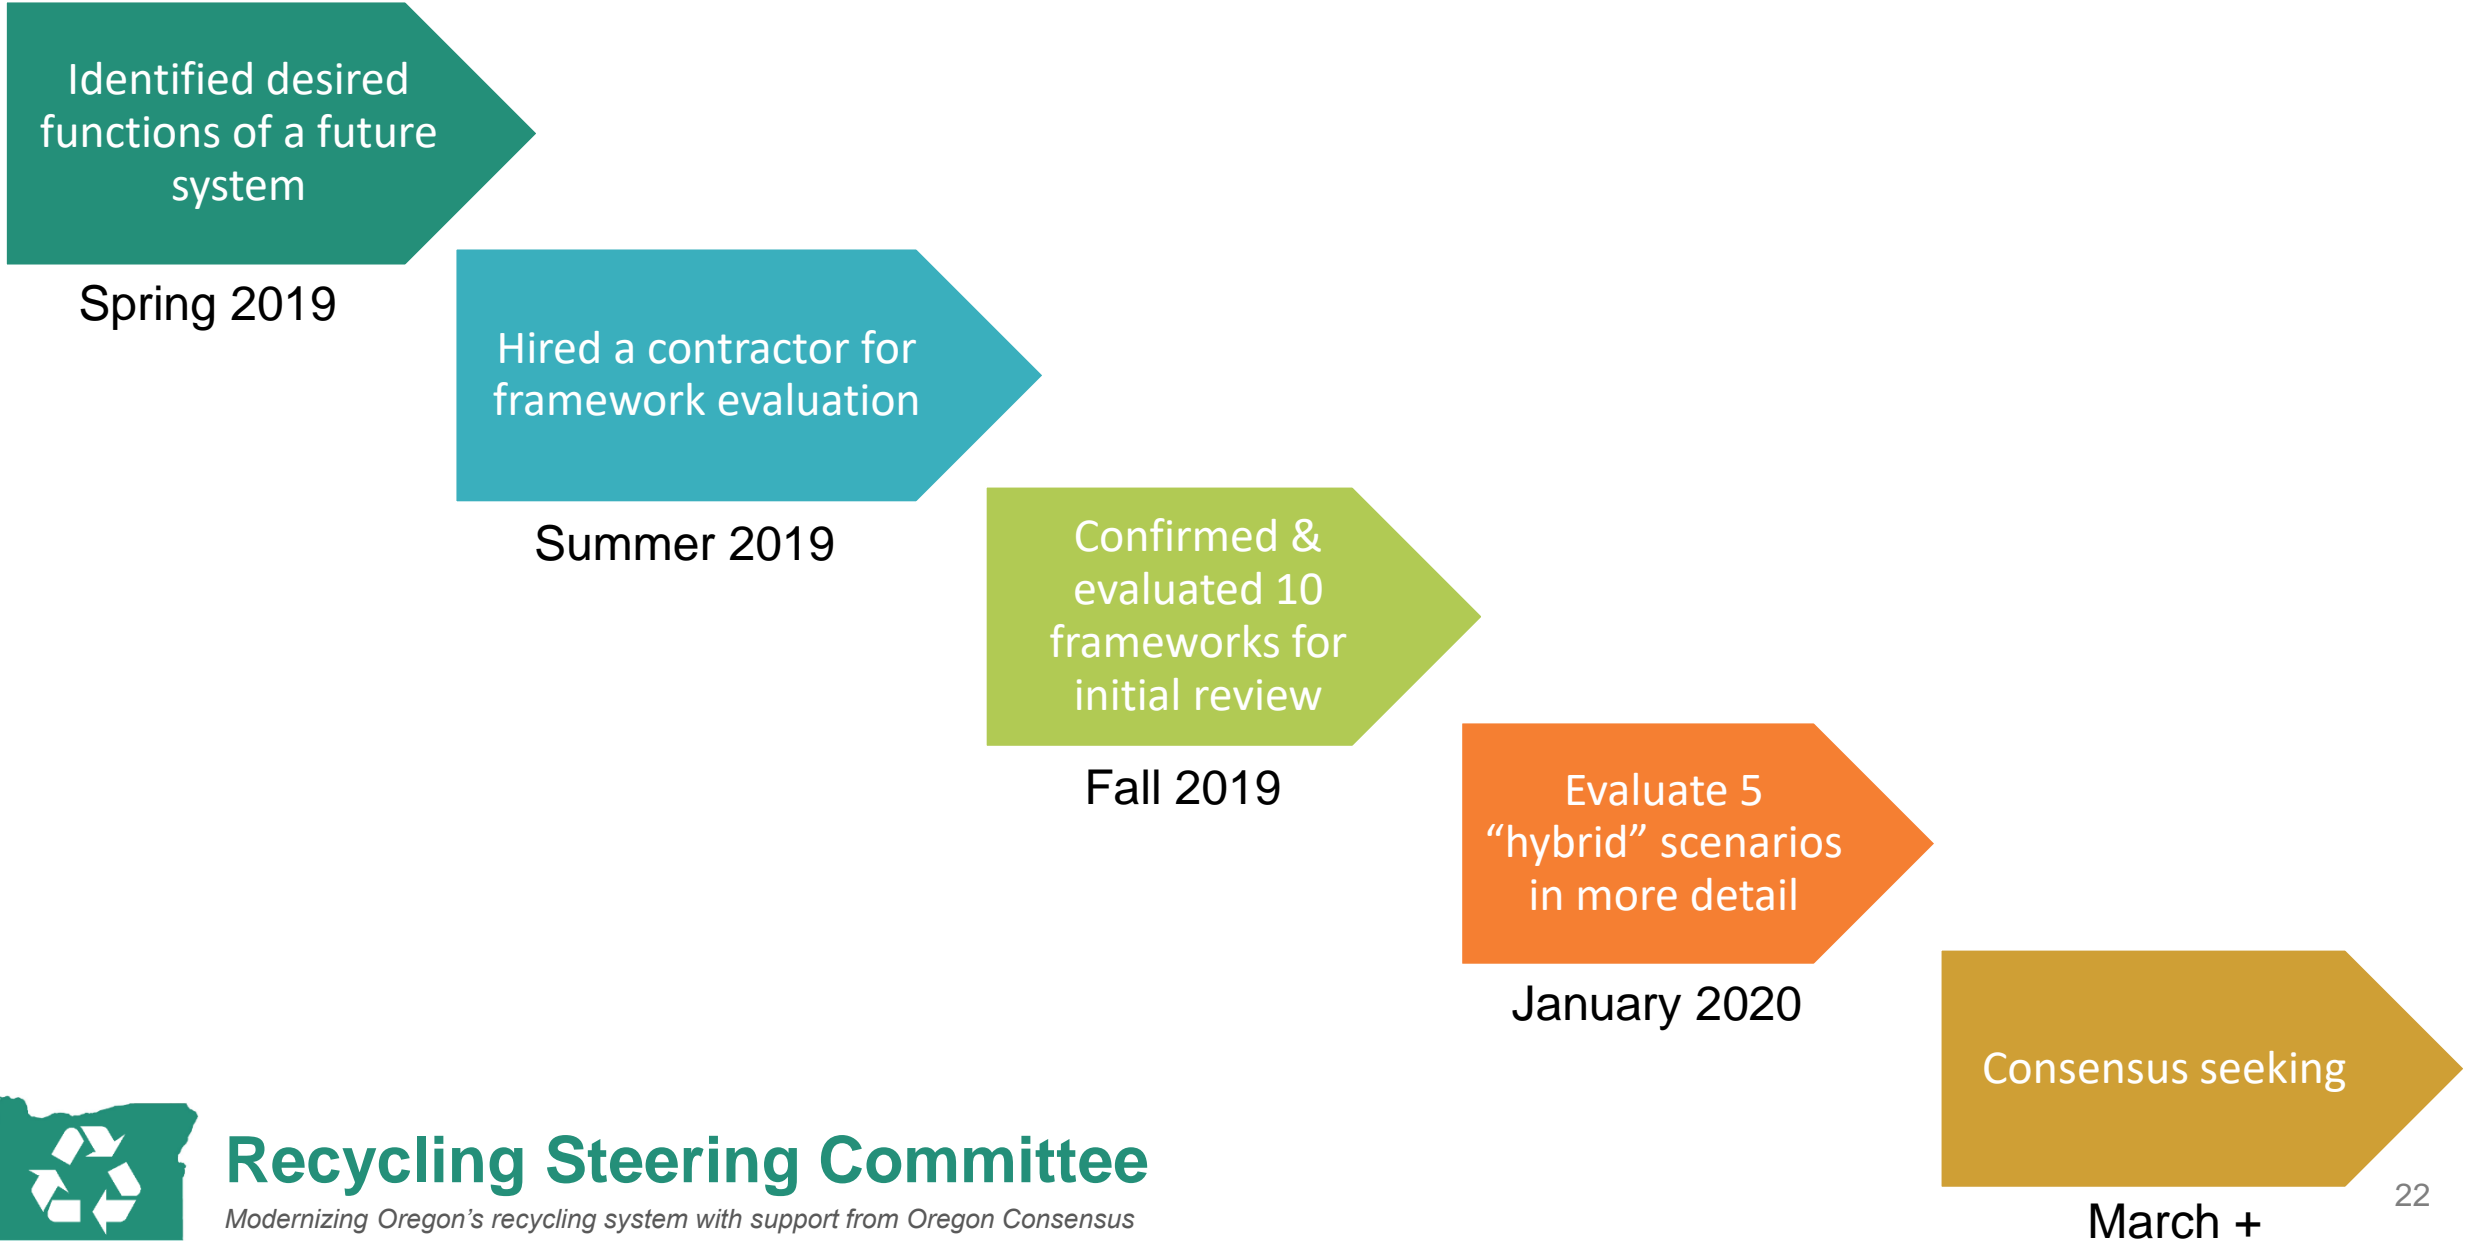 Identified desired
functions of a future
system
Spring 2019
Hired a contractor for
framework evaluation
Summer 2019
Confirmed &
evaluated 10
frameworks for
initial review
Fall 2019
Evaluate 5
“hybrid” scenarios
in more detail
January 2020
Consensus seeking
March +
Recycling Steering Committee
Modernizing Oregon’s recycling system with support from Oregon Consensus
22